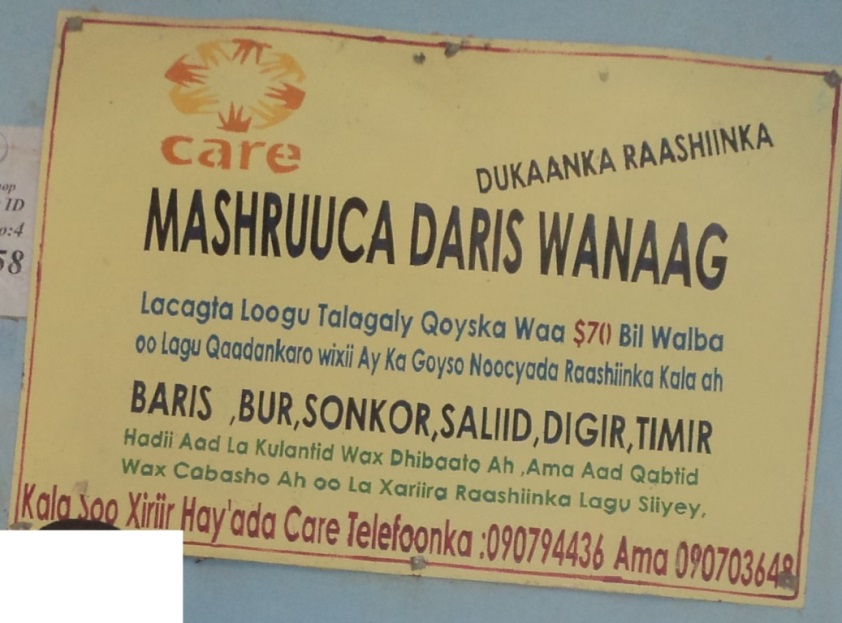 care
DUKAANKA RAASHIINKA
MASHRUUCA DARIS WANAAG
Lacagta Loogu Talagaly Qoyska Waa $70 Bil Walba
oo Lagu Qaadankaro wixii Ay Ka Goyso Noocyada Raashiinka Kala ah
BARIS ,BUR,SONKOR,SALIID,DIGIR,TIMIR
Hadii Aad La Kulantid Wax Dhibaato Ah ,Ama Aad Qabtid
Wax Cabasho Ah oo La Xariira Raashiinka Lagu Siiyey,
Kala Soo Xiriir Hay'ada Care Telefoonka :090794436 Ama 090703648
ID
o:4
58